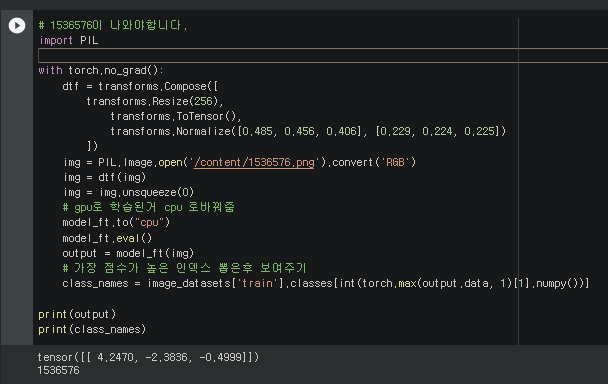 # 1536576이 나와야합니다.
import PIL
with torch.no_grad():
dtf = transforms.Compose([
transforms.Resize(256),
transforms.ToTensor(),
transforms.Normalize([0.485, 0.456, 0.406], [0.229, 0.224, 0.225])
])
img = PIL.Image.open('/content/1536576.png').convert('RGB')
img = dtf(img)
img = img.unsqueeze(0)
# gpu로 학습된거 cpu 로바꿔줌
model_ft.to("cpu")
model_ft.eval()
output = model_ft(img)
# 가장 점수가 높은 인덱스 뽑은후 보여주기
class_names = image_datasets['train'].classes[int(torch.max(output.data, 1)[1].numpy())]
print(output)
print(class_names)
tensor([[ 4.2470, -2.3836, -0.4999]])
1536576